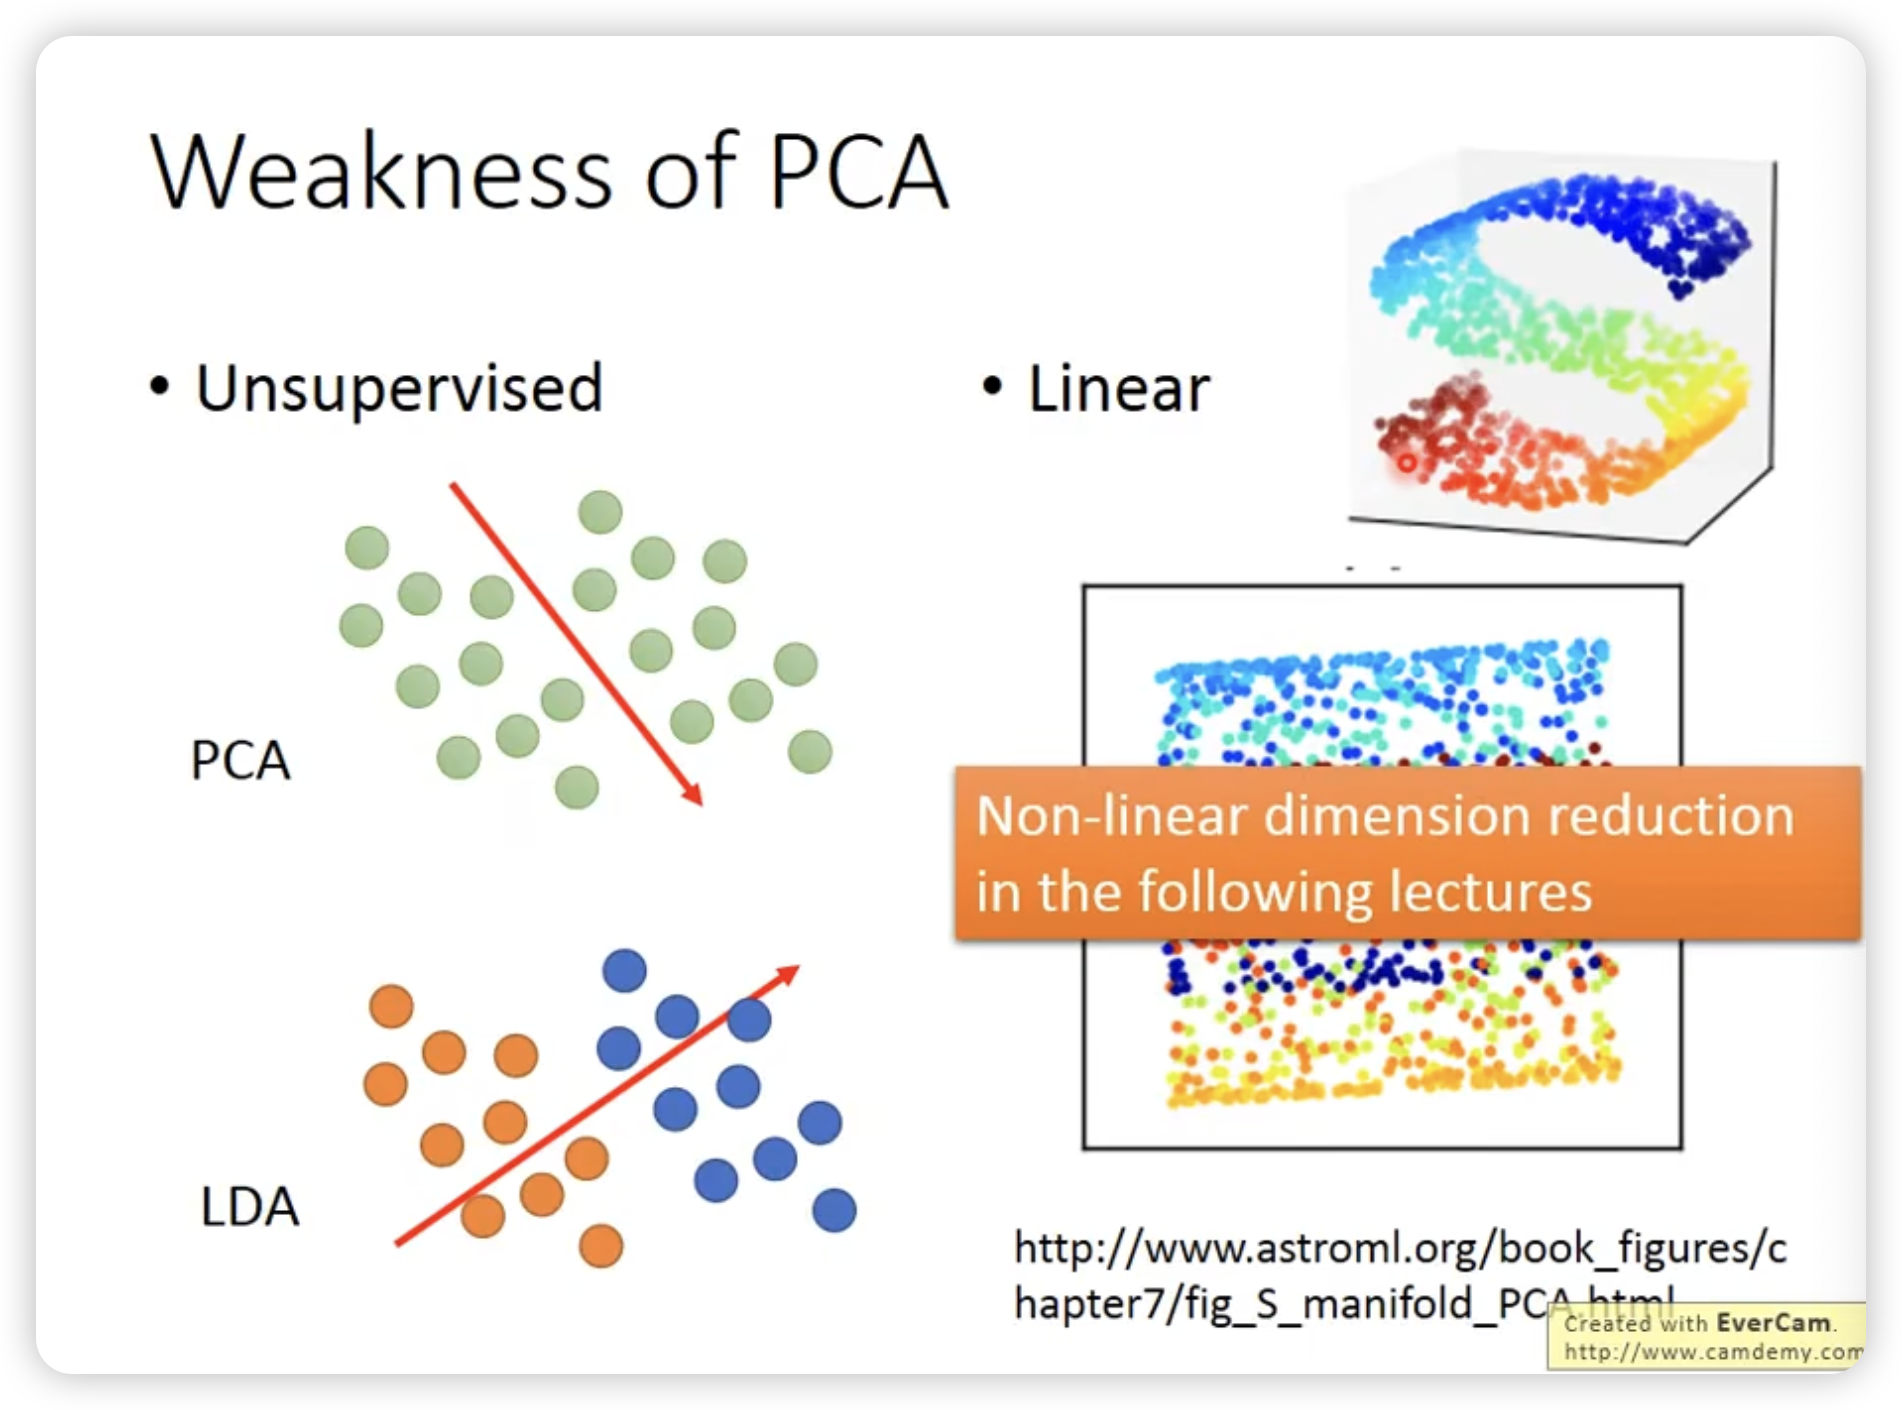 Weakness of PCA
• Unsupervised
PCA
LDA
• Linear
Non-linear dimension reduction
in the following lectures
http://www.astroml.org/book_figures/c
hapter7/fig_S_manifold_PCA.html
Created with EverCam.
http://www.camdemy.com